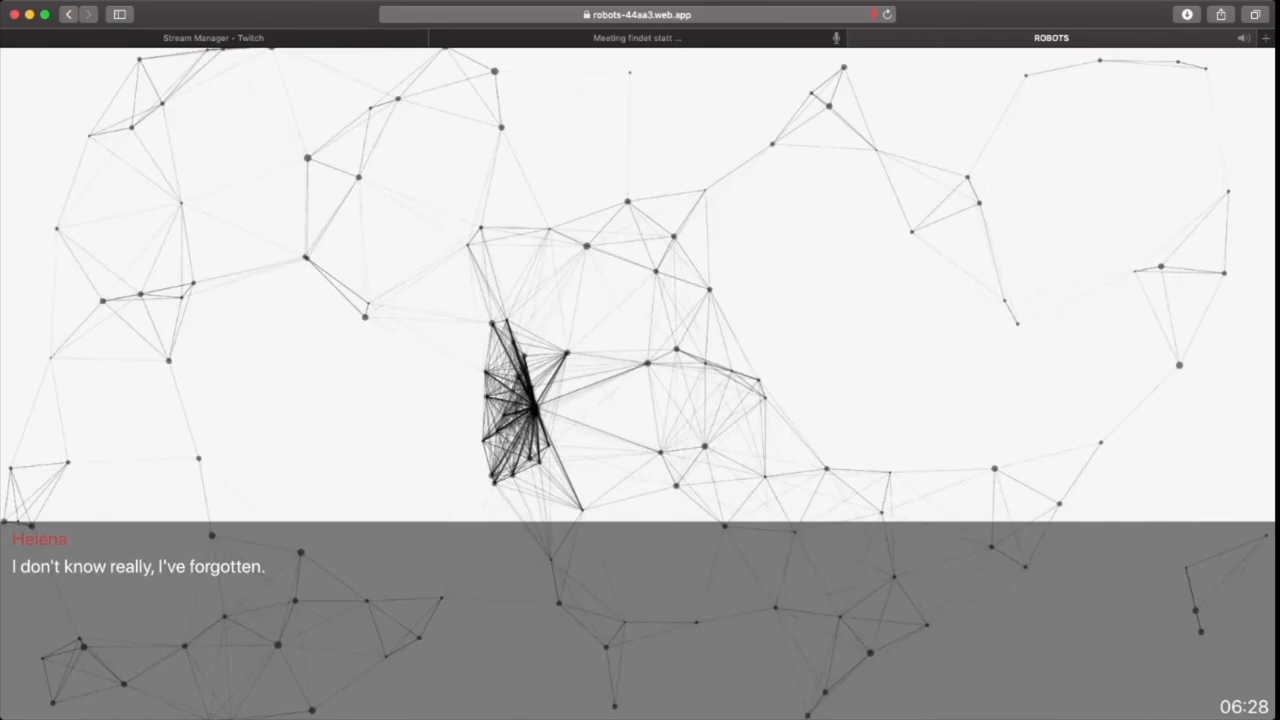 robots-44aa3.web.app
Stream Manager - Twitch
Meeting findet statt ...
ROBOTS
Helena
I don't know really, I've forgotten.
06:28